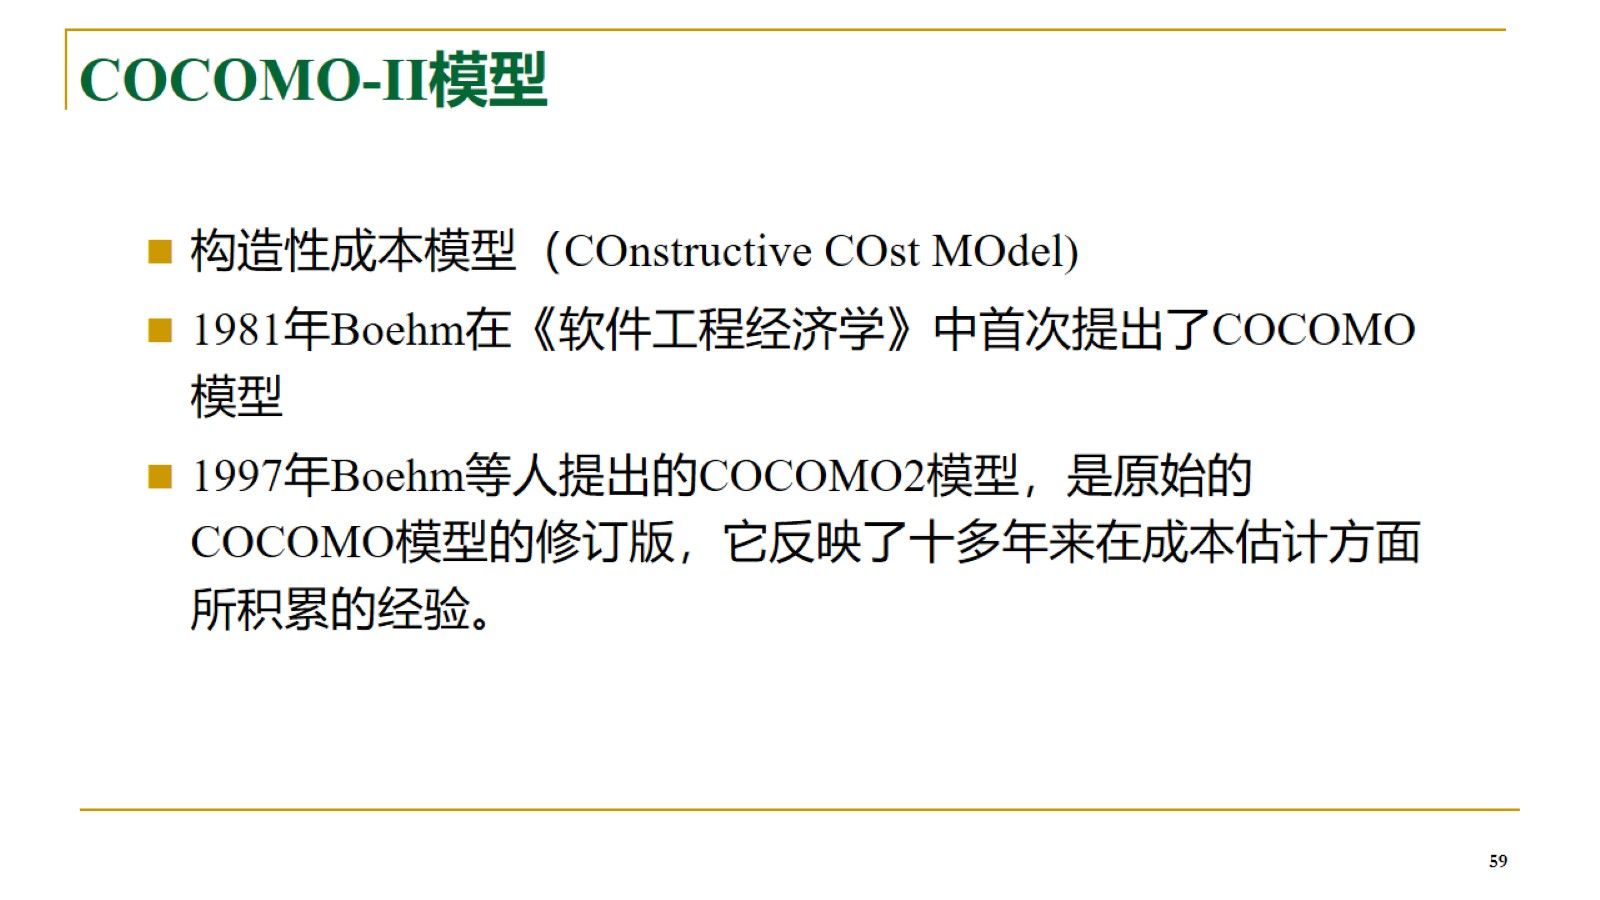 COCOMO-II模型
构造性成本模型（COnstructive COst MOdel)
1981年Boehm在《软件工程经济学》中首次提出了COCOMO
模型
1997年Boehm等人提出的COCOMO2模型，是原始的
COCOMO模型的修订版，它反映了十多年来在成本估计方面
所积累的经验。
59